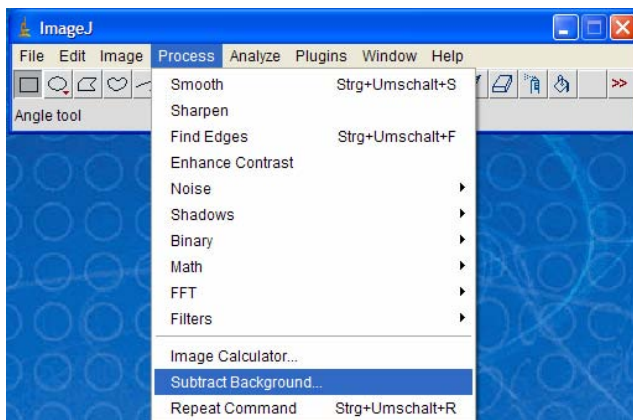 ImageJ
File Edit Image Process Analyze Plugins Window Help
>>
Angle tool
Smooth Strg+Umschalt+S
Sharpen
Find Edges Strg+Umschalt+F
Enhance Contrast
Noise
Shadows
Binary
Math
FFT
Filters
Image Calculator...
Subtract Background...
Repeat Command Strg+Umschalt+R